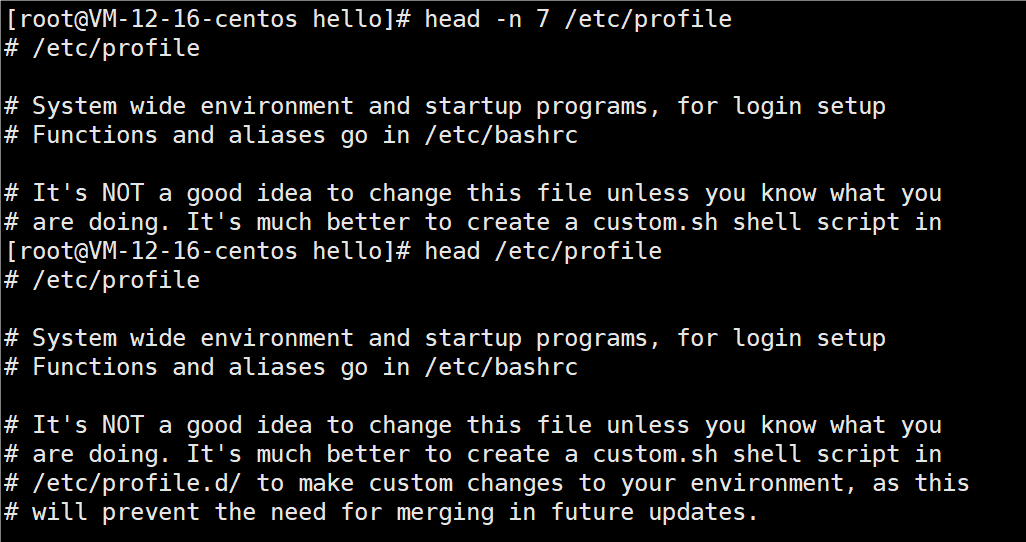 [root@VM-12-16-centos hello]# head -n 7 /etc/profile
# /etc/profile

# System wide environment and startup programs, for login setup
# Functions and aliases go in /etc/bashrc

# It's NOT a good idea to change this file unless you know what you
# are doing. It's much better to create a custom.sh shell script in
[root@VM-12-16-centos hello]# head /etc/profile
# /etc/profile

# System wide environment and startup programs, for login setup
# Functions and aliases go in /etc/bashrc

# It's NOT a good idea to change this file unless you know what you
# are doing. It's much better to create a custom.sh shell script in
# /etc/profile.d/ to make custom changes to your environment, as this
# will prevent the need for merging in future updates.